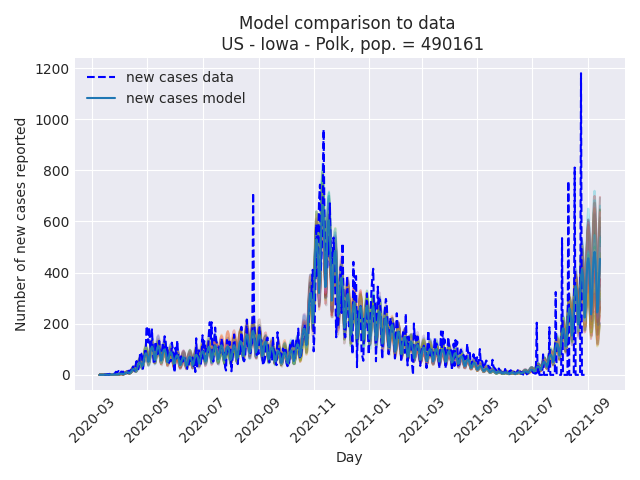 Model comparison to data
US - Iowa - Polk, pop. = 490161
new cases data
new cases model
Number of new cases reported
1200
1000
800
600
400
200
0
2020-03
2020-05
2020-07
2020-09
2020-11
2021-01
2021-03
2021-05
2021-07
2021-09
Day